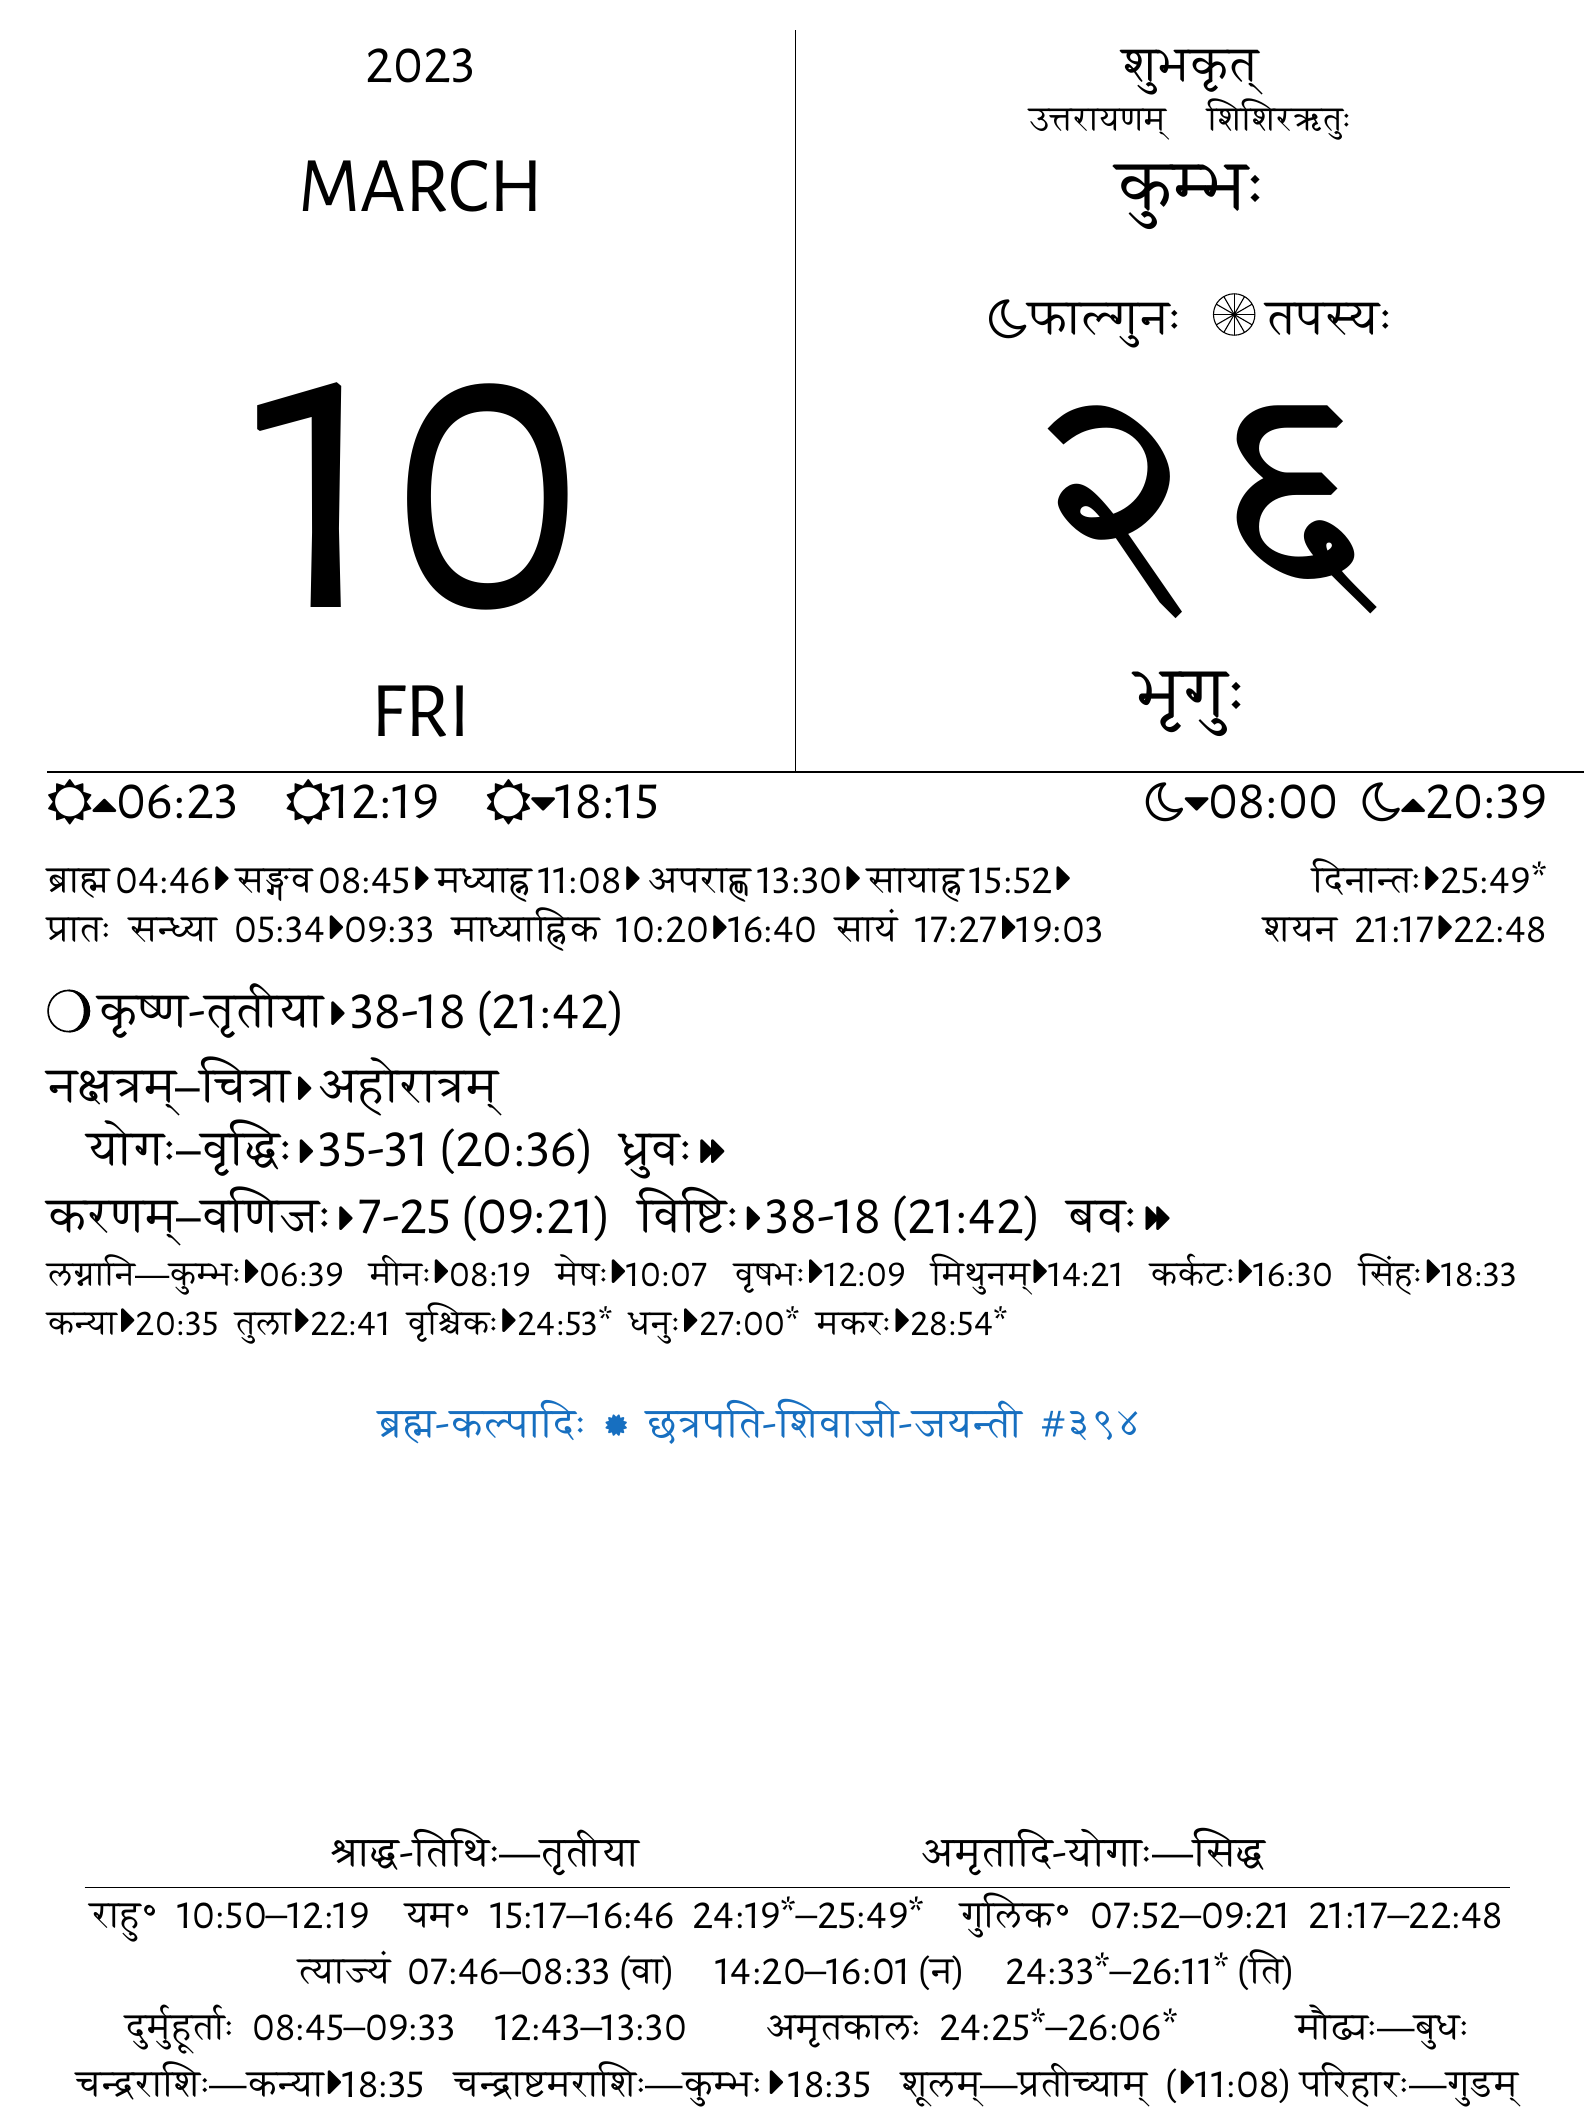 2023
MARCH
10
FRI
शुभकृत्
उत्तरायणम् शिशिरऋतुः
कुम्भः
फाल्गुनः तपस्यः
२६
भृगुः
06:23 12:19 18:15 08:00 20:39
ब्राह्म 04:46 सङ्गव 08:45 मध्याह्न 11:08 अपराह्ण 13:30 सायाह्न 15:52 दिनान्तः 25:49*
प्रातः सन्ध्या 05:34 09:33 माध्याह्निक 10:20 16:40 सायं 17:27 19:03 शयन 21:17 22:48
कृष्ण-तृतीया 38-18 (21:42)
नक्षत्रम्–चित्रा अहोरात्रम्
योगः–वृद्धिः 35-31 (20:36) ध्रुवः
करणम्–वणिजः 7-25 (09:21) विष्टिः 38-18 (21:42) बवः
लग्नानि—कुम्भः 06:39 मीनः 08:19 मेषः 10:07 वृषभः 12:09 मिथुनम् 14:21 कर्कटः 16:30 सिंहः 18:33
कन्या 20:35 तुला 22:41 वृश्चिकः 24:53* धनुः 27:00* मकरः 28:54*
ब्रह्म-कल्पादिः छत्रपति-शिवाजी-जयन्ती #३९४
श्राद्ध-तिथिः—तृतीया अमृतादि-योगाः—सिद्ध
राहु॰ 10:50–12:19 यम॰ 15:17–16:46 24:19*–25:49* गुलिक॰ 07:52–09:21 21:17–22:48
त्याज्यं 07:46–08:33 (वा) 14:20–16:01 (न) 24:33*–26:11* (ति)
दुर्मुहूर्ताः 08:45–09:33 12:43–13:30 अमृतकालः 24:25*–26:06* मौढ्यः—बुधः
चन्द्रराशिः—कन्या 18:35 चन्द्राष्टमराशिः—कुम्भः 18:35 शूलम्—प्रतीच्याम् (11:08) परिहारः—गुडम्